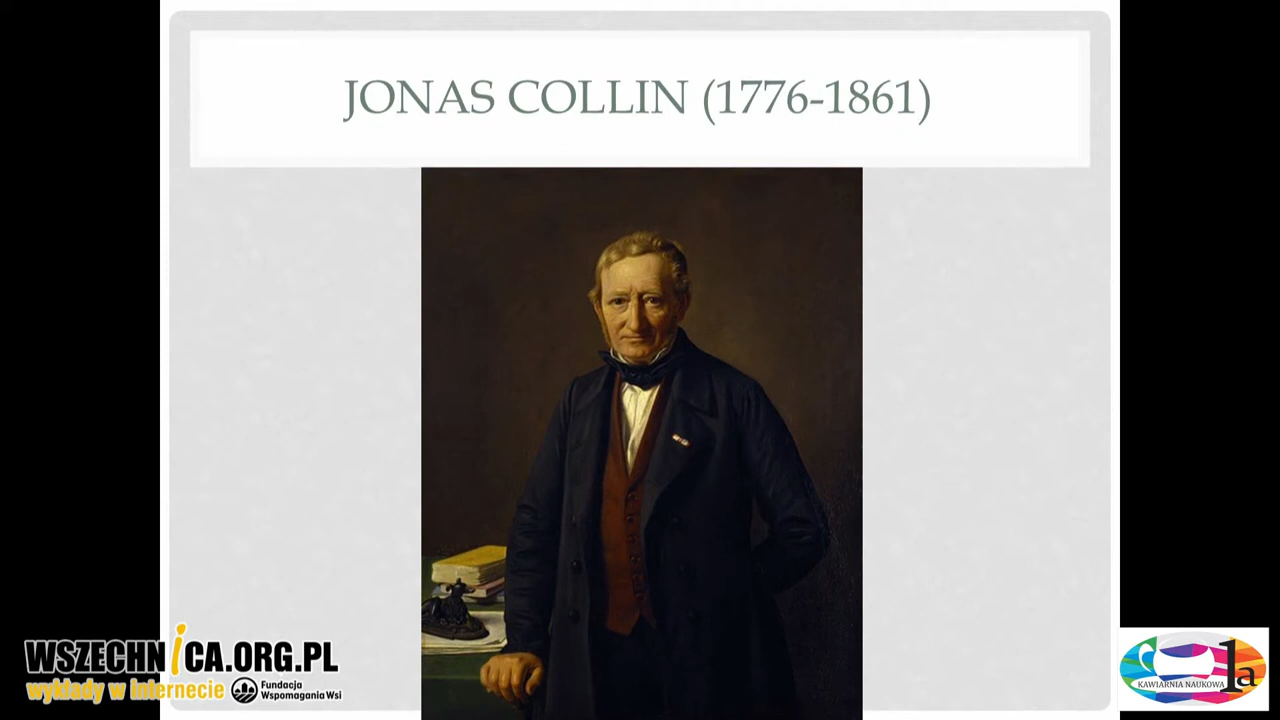 JONAS COLLIN (1776-1861)
WSZECHNICA.ORG.PL
wykłady w Internecie
Fundacja
Wspomagania Wsi
KAWIARNIA NAUKOWA
1a